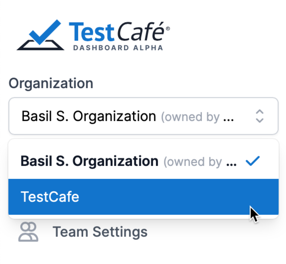 TestCafé®
DASHBOARD ALPHA
Organization
Basil S. Organization (owned by ...
Basil S. Organization (owned by ...
TestCafe
Team Settings